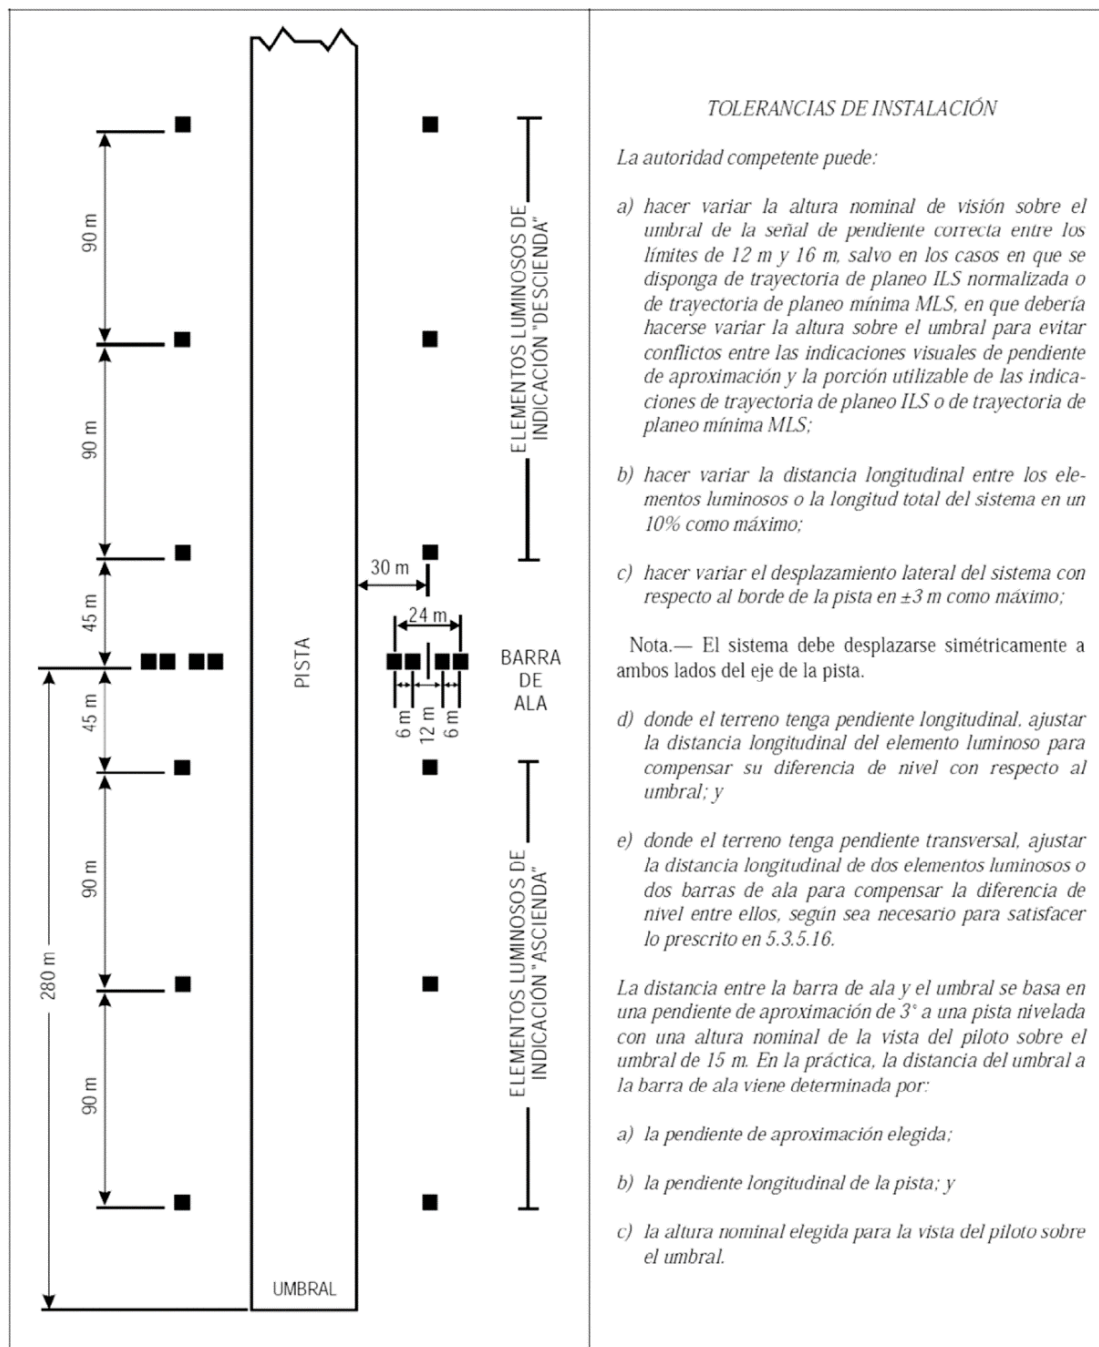 90 m
90 m
45 m
45 m
90 m
90 m
280 m
PISTA
UMBRAL
30 m
24 m
6 m
12 m
6 m
ELEMENTOS LUMINOSOS DE
INDICACIÓN "DESCIENDA"
BARRA
DE
ALA
ELEMENTOS LUMINOSOS DE
INDICACIÓN "ASCIENDA"
TOLERANCIAS DE INSTALACIÓN
La autoridad competente puede:
a) hacer variar la altura nominal de visión sobre el
umbral de la señal de pendiente correcta entre los
límites de 12 m y 16 m, salvo en los casos en que se
disponga de trayectoria de planeo ILS normalizada o
de trayectoria de planeo mínima MLS, en que debería
hacerse variar la altura sobre el umbral para evitar
conflictos entre las indicaciones visuales de pendiente
de aproximación y la porción utilizable de las indica-
ciones de trayectoria de planeo ILS o de trayectoria de
planeo mínima MLS;
b) hacer variar la distancia longitudinal entre los ele-
mentos luminosos o la longitud total del sistema en un
10% como máximo;
c) hacer variar el desplazamiento lateral del sistema con
respecto al borde de la pista en ±3 m como máximo;
Nota.— El sistema debe desplazarse simétricamente a
ambos lados del eje de la pista.
d) donde el terreno tenga pendiente longitudinal, ajustar
la distancia longitudinal del elemento luminoso para
compensar su diferencia de nivel con respecto al
umbral; y
e) donde el terreno tenga pendiente transversal, ajustar
la distancia longitudinal de dos elementos luminosos o
dos barras de ala para compensar la diferencia de
nivel entre ellos, según sea necesario para satisfacer
lo prescrito en 5.3.5.16.
La distancia entre la barra de ala y el umbral se basa en
una pendiente de aproximación de 3° a una pista nivelada
con una altura nominal de la vista del piloto sobre el
umbral de 15 m. En la práctica, la distancia del umbral a
la barra de ala viene determinada por:
a) la pendiente de aproximación elegida;
b) la pendiente longitudinal de la pista; y
c) la altura nominal elegida para la vista del piloto sobre
el umbral.